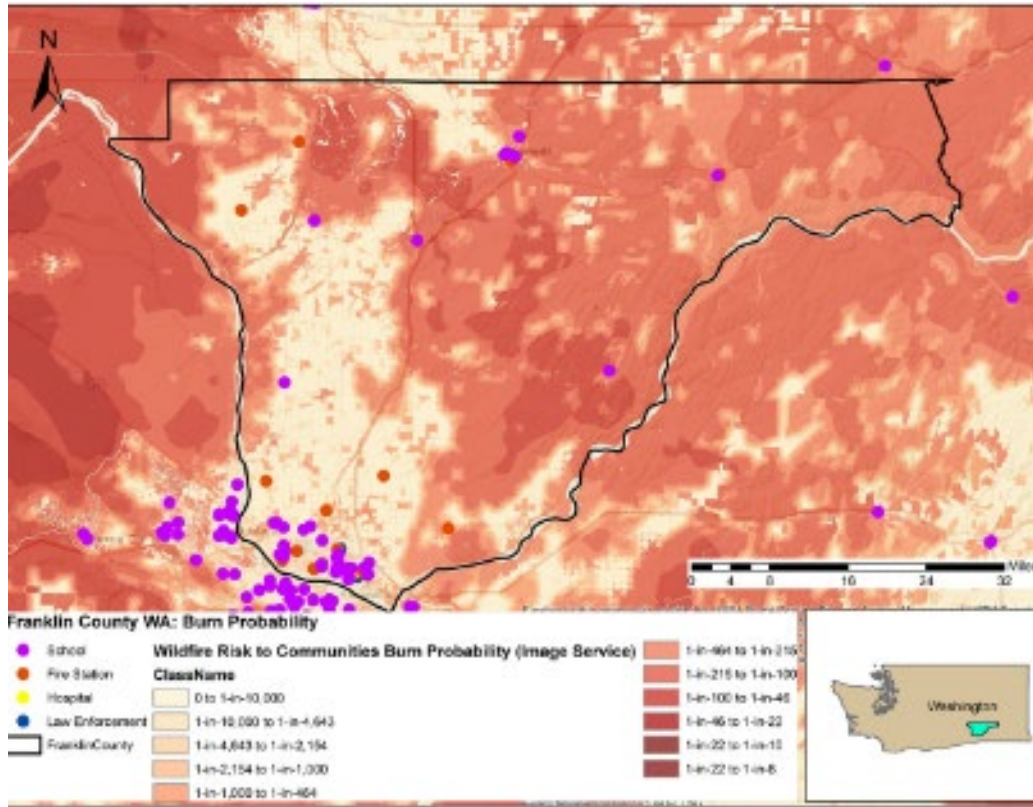 N
Miles
0 4 8 16 24 32
Franklin County WA: Burn Probability
School
Fire Station
Hospital
Law Enforcement
FranklinCounty
Wildfire Risk to Communities Burn Probability (Image Service)
ClassName
0 to 1-in-10,000
1-in-10,000 to 1-in-4,643
1-in-4,643 to 1-in-2,154
1-in-2,154 to 1-in-1,000
1-in-1,000 to 1-in-464
1-in-464 to 1-in-215
1-in-215 to 1-in-100
1-in-100 to 1-in-46
1-in-46 to 1-in-22
1-in-22 to 1-in-10
1-in-22 to 1-in-8
Washington